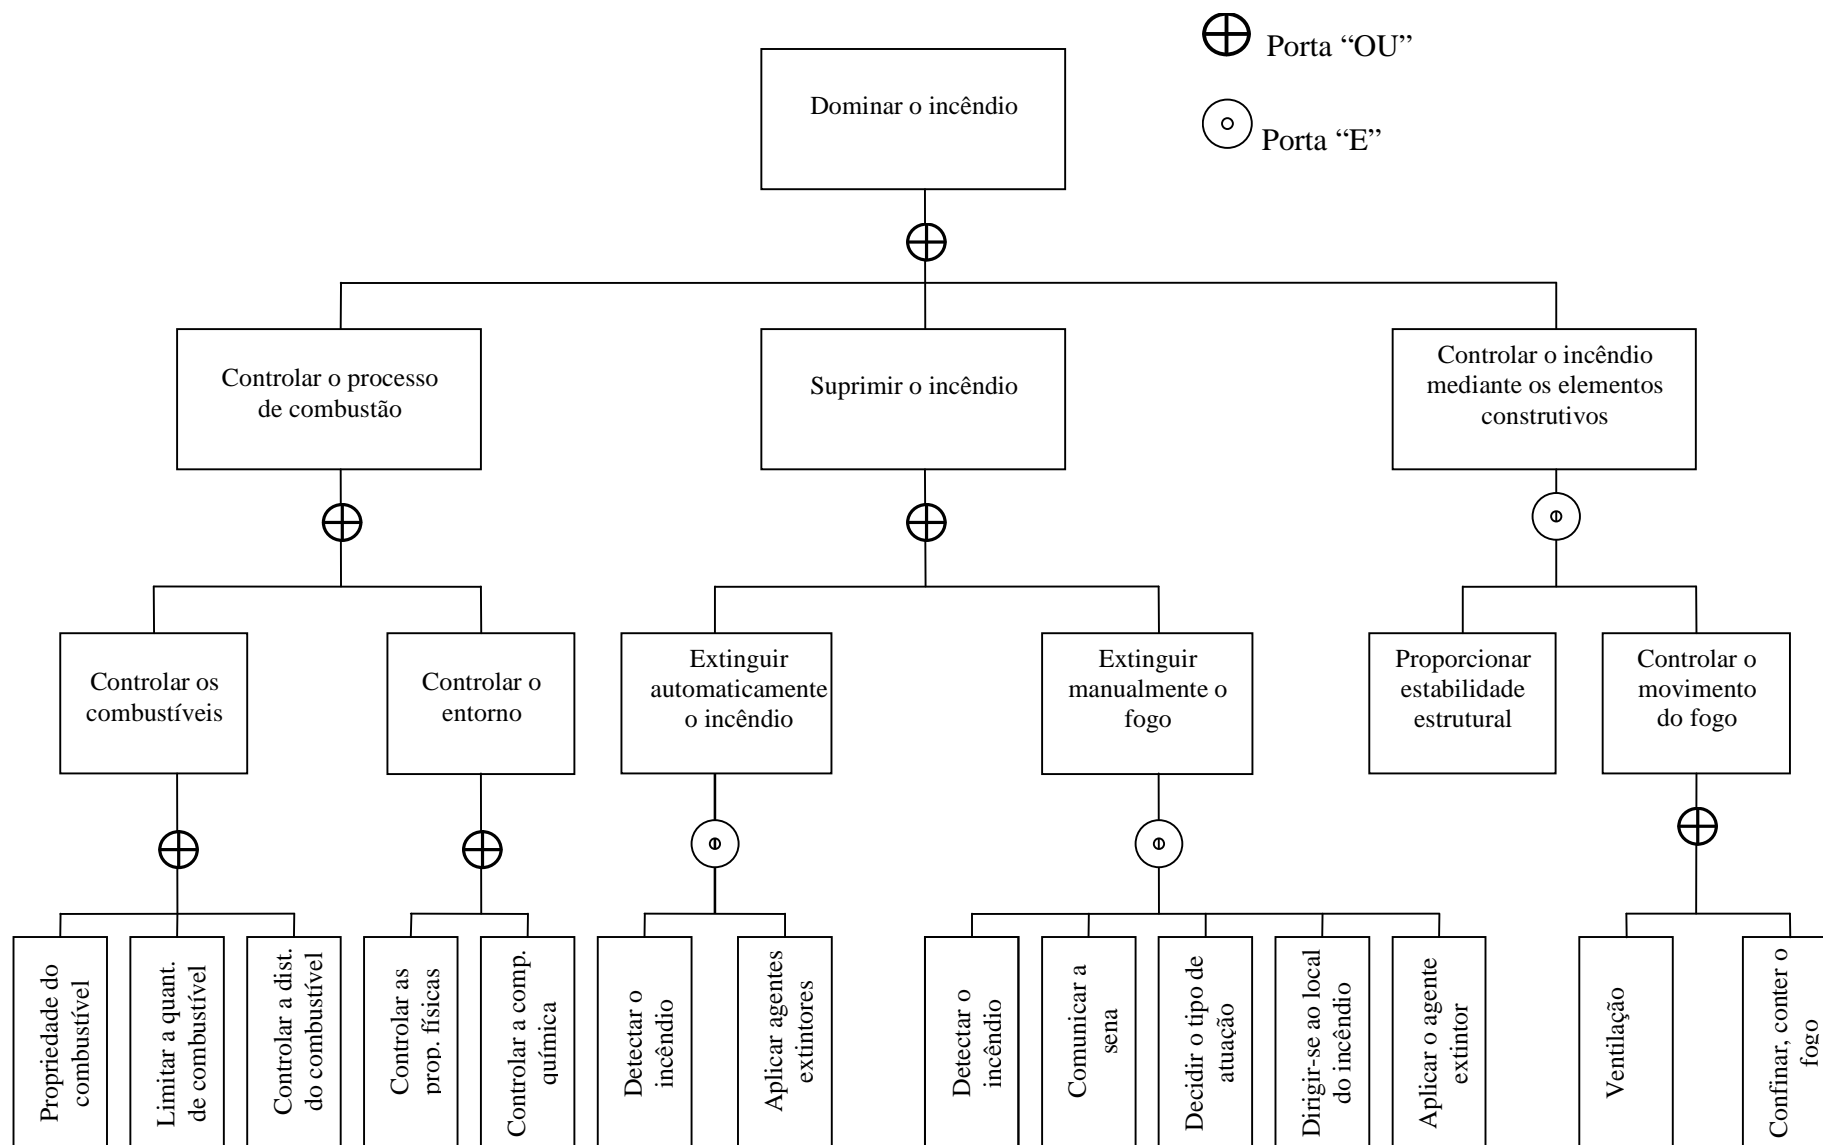 Porta “OU”
Dominar o incêndio
Porta “E”
Controlar o processo
de combustão
Suprimir o incêndio
Controlar o incêndio
mediante os elementos
construtivos
Controlar os
combustíveis
Controlar o
entorno
Extinguir
automaticamente
o incêndio
Extinguir
manualmente o
fogo
Proporcionar
estabilidade
estrutural
Controlar o
movimento
do fogo
Propriedade do
combustível
Limitar a quant.
de combustível
Controlar a dist.
do combustível
Controlar as
prop. físicas
Controlar a comp.
química
Detectar o
incêndio
Aplicar agentes
extintores
Detectar o
incêndio
Comunicar a
sena
Decidir o tipo de
atuação
Dirigir-se ao local
do incêndio
Aplicar o agente
extintor
Ventilação
Confinar, conter o
fogo